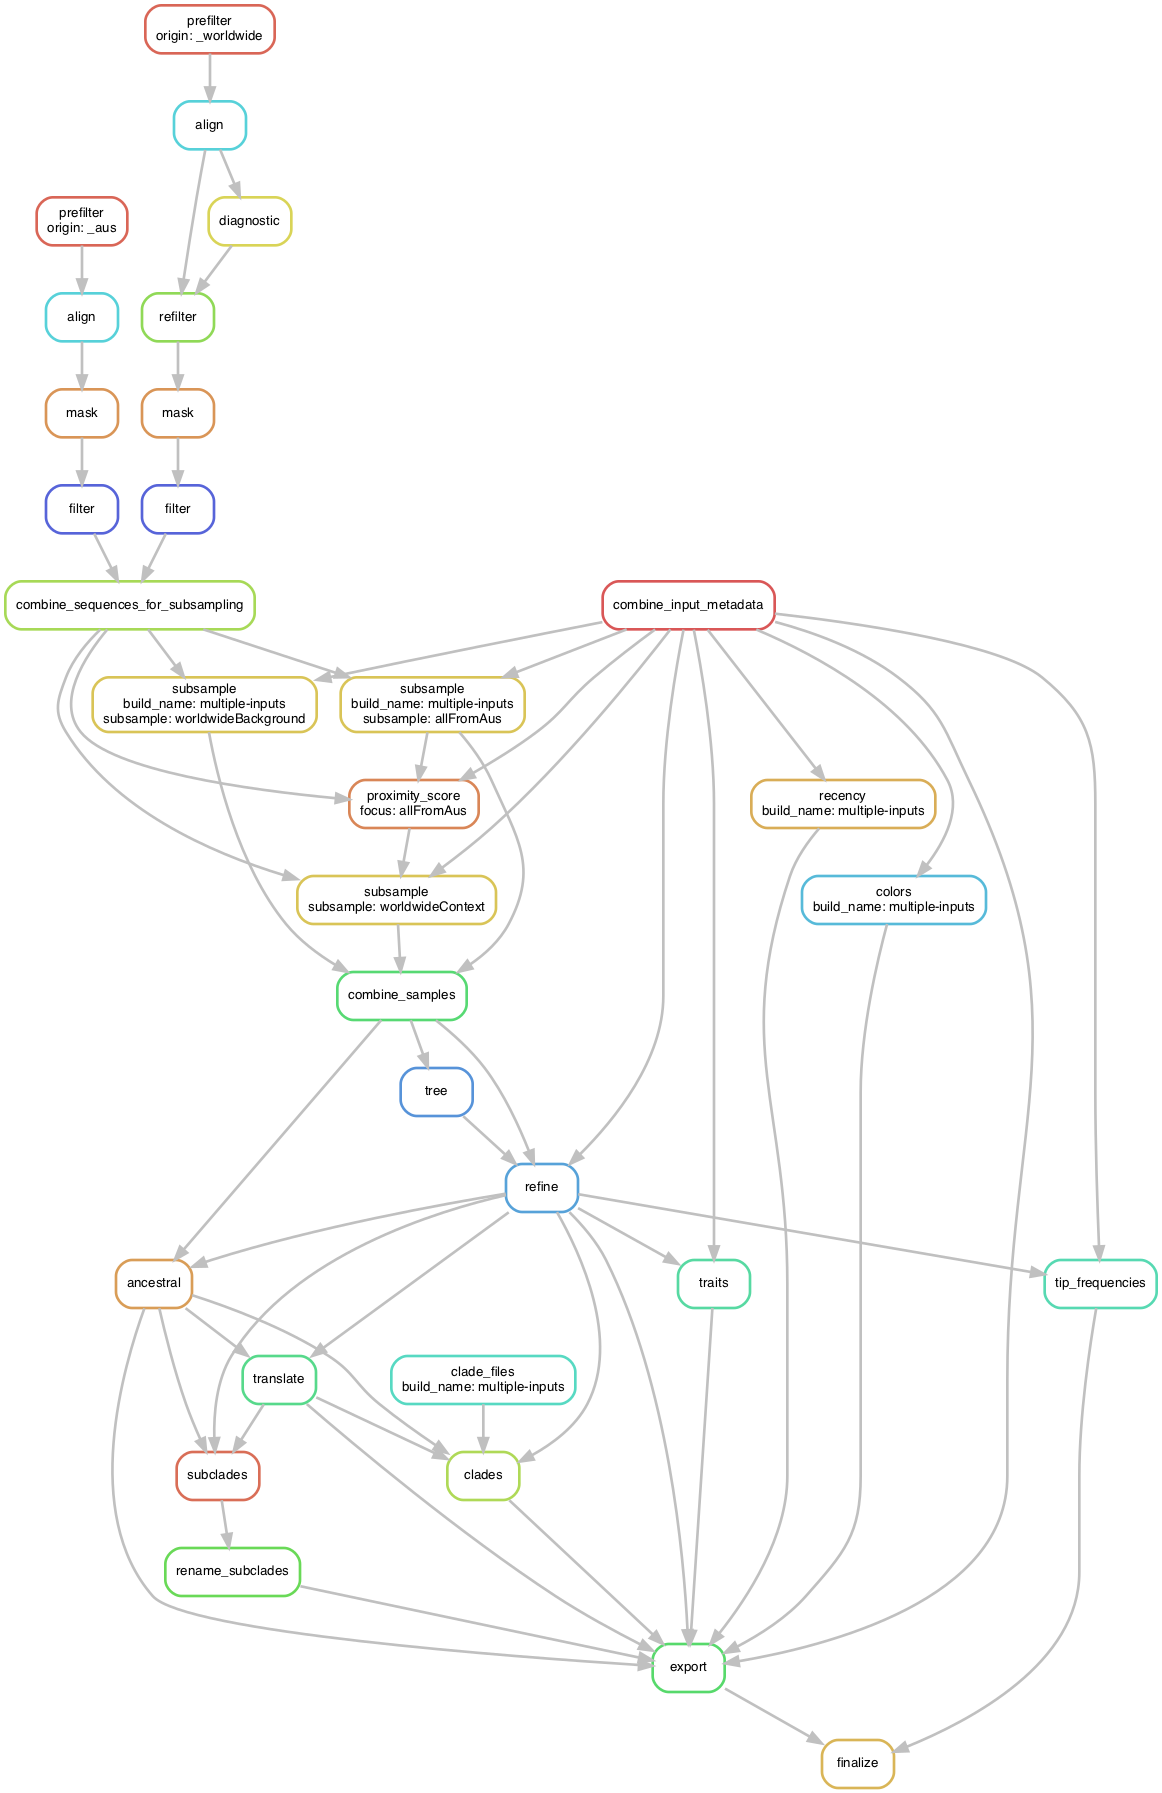 prefilter
origin: _worldwide
align
prefilter
origin: _aus
diagnostic
align
refilter
mask
mask
filter
filter
combine_sequences_for_subsampling
combine_input_metadata
subsample
build_name: multiple-inputs
subsample: worldwideBackground
subsample
build_name: multiple-inputs
subsample: allFromAus
proximity_score
focus: allFromAus
recency
build_name: multiple-inputs
subsample
subsample: worldwideContext
colors
build_name: multiple-inputs
combine_samples
tree
refine
ancestral
traits
tip_frequencies
translate
clade_files
build_name: multiple-inputs
subclades
clades
rename_subclades
export
finalize